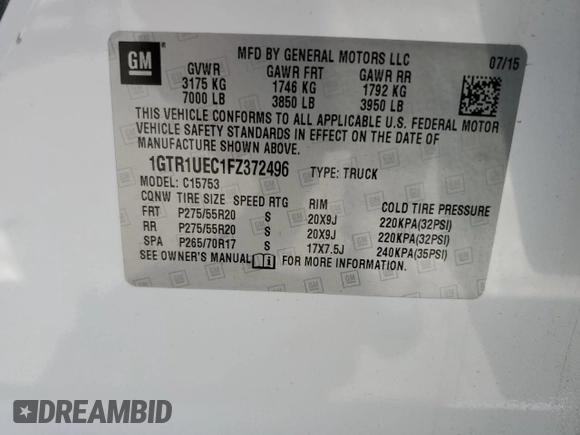 GM
MFD BY GENERAL MOTORS LLC 07/15
GVWR GAWR FRT GAWR RR
3175 KG 1746 KG 1792 KG
7000 LB 3850 LB 3950 LB
THIS VEHICLE CONFORMS TO ALL APPLICABLE U.S. FEDERAL MOTOR
VEHICLE SAFETY STANDARDS IN EFFECT ON THE DATE OF
MANUFACTURE SHOWN ABOVE.
1GTR1UEC1FZ372496 TYPE: TRUCK
MODEL: C15753
CQNW TIRE SIZE SPEED RTG RIM COLD TIRE PRESSURE
FRT P275/55R20 S 20X9J 220KPA(32PSI)
RR P275/55R20 S 20X9J 220KPA(32PSI)
SPA P265/70R17 S 17X7.5J 240KPA(35PSI)
SEE OWNER'S MANUAL FOR MORE INFORMATION.
DREAMBID